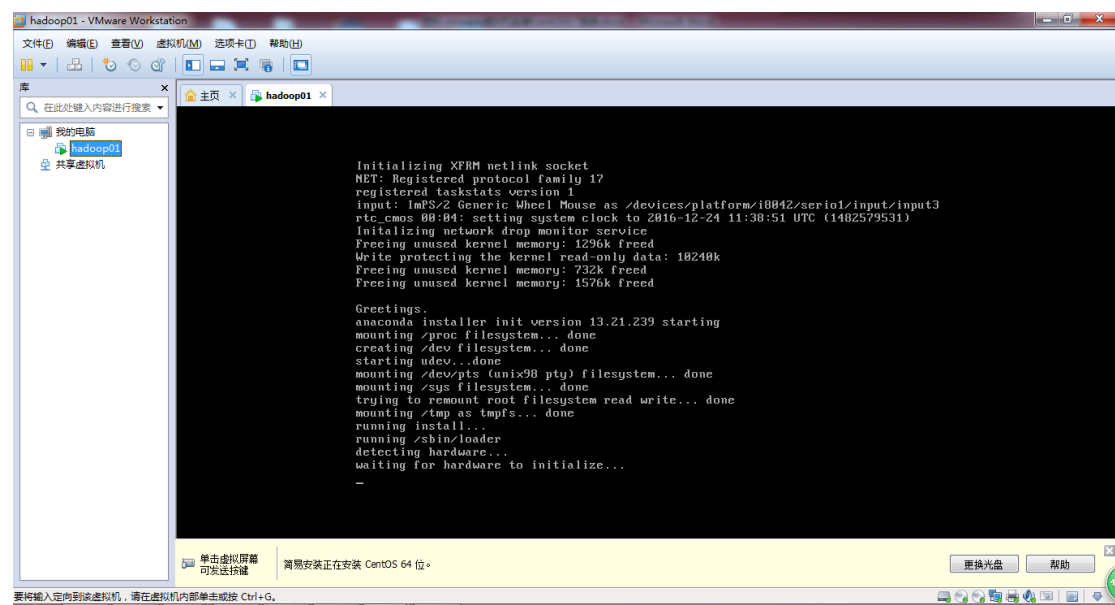 hadoop01 - VMware Workstation
文件(F) 编辑(E) 查看(V) 虚拟机(M) 选项卡(T) 帮助(H)
库
在此处键入内容进行搜索
我的电脑
hadoop01
共享虚拟机
主页 hadoop01
Initializing XFRM netlink socket
NET: Registered protocol family 17
registered taskstats version 1
input: ImPS/2 Generic Wheel Mouse as /devices/platform/i8042/serio1/input/input3
rtc_cmos 00:04: setting system clock to 2016-12-24 11:38:51 UTC (1482579531)
Initalizing network drop monitor service
Freeing unused kernel memory: 1296k freed
Write protecting the kernel read-only data: 10240k
Freeing unused kernel memory: 732k freed
Freeing unused kernel memory: 1576k freed
Greetings.
anaconda installer init version 13.21.239 starting
mounting /proc filesystem... done
creating /dev filesystem... done
starting udev...done
mounting /dev/pts (unix98 pty) filesystem... done
mounting /sys filesystem... done
trying to remount root filesystem read write... done
mounting /tmp as tmpfs... done
running install...
running /sbin/loader
detecting hardware...
waiting for hardware to initialize...
单击虚拟屏幕
可发送按键
简易安装正在安装 CentOS 64 位。
更换光盘 帮助
要将输入定向到该虚拟机，请在虚拟机内部单击或按 Ctrl+G。